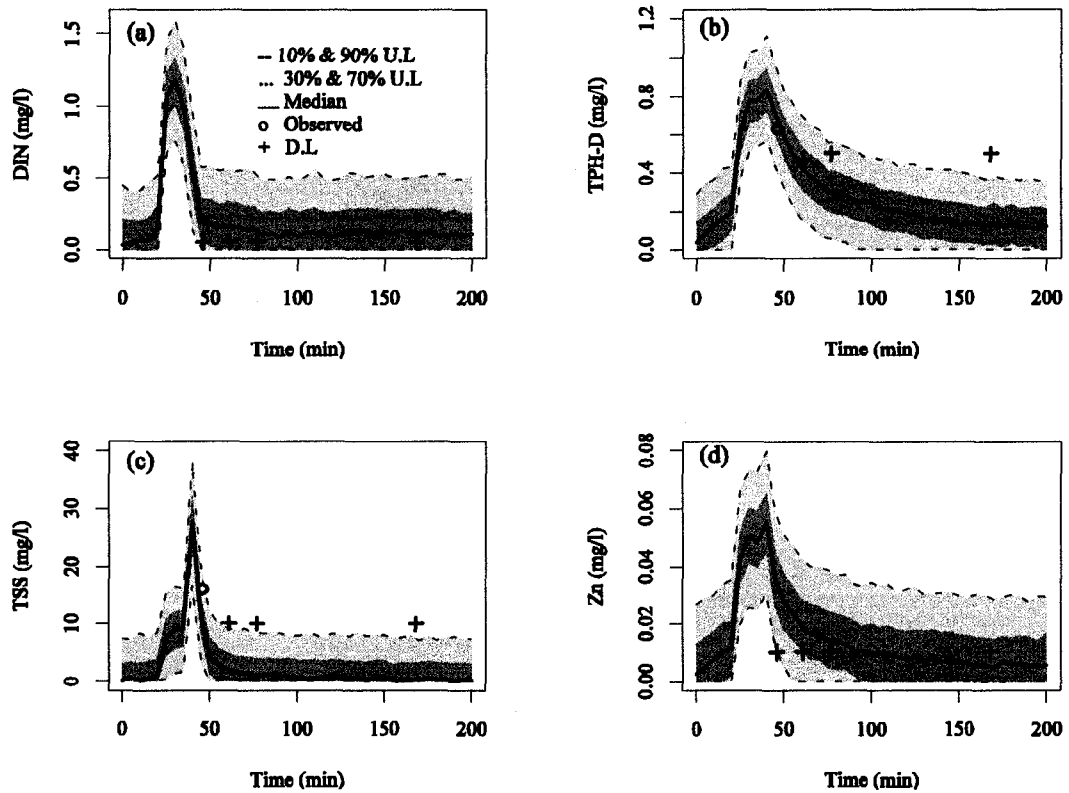 (a)
DIN (mg/l)
1.5
1.0
0.5
0.0
-- 10% & 90% U.L
... 30% & 70% U.L
— Median
o Observed
+ D.L
0 50 100 150 200
Time (min)
(b)
TPH-D (mg/l)
1.2
0.8
0.4
0.0
0 50 100 150 200
Time (min)
(c)
TSS (mg/l)
40
30
20
10
0
0 50 100 150 200
Time (min)
(d)
Zn (mg/l)
0.08
0.06
0.04
0.02
0.00
0 50 100 150 200
Time (min)